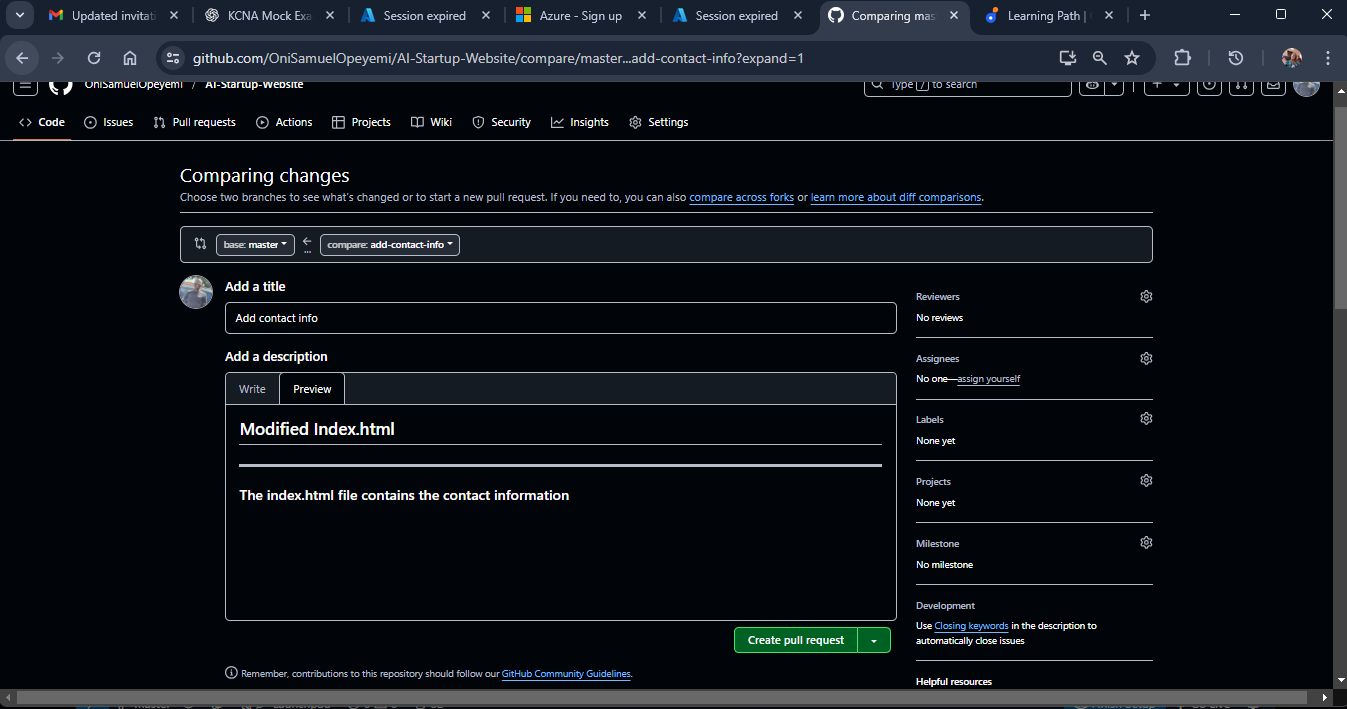 Updated invitati
KCNA Mock Exa
Session expired
Azure - Sign up
Session expired
Comparing mas
Learning Path |
github.com/OniSamuelOpeyemi/AI-Startup-Website/compare/master...add-contact-info?expand=1
OniSamuelOpeyemi / AI-Startup-Website
Type / to search
Code Issues Pull requests Actions Projects Wiki Security Insights Settings
Comparing changes
Choose two branches to see what's changed or to start a new pull request. If you need to, you can also compare across forks or learn more about diff comparisons.
base: master
...
compare: add-contact-info
Add a title
Add contact info
Add a description
Write Preview
Modified Index.html
The index.html file contains the contact information
Create pull request
Remember, contributions to this repository should follow our GitHub Community Guidelines.
Reviewers
No reviews
Assignees
No one—assign yourself
Labels
None yet
Projects
None yet
Milestone
No milestone
Development
Use Closing keywords in the description to
automatically close issues
Helpful resources